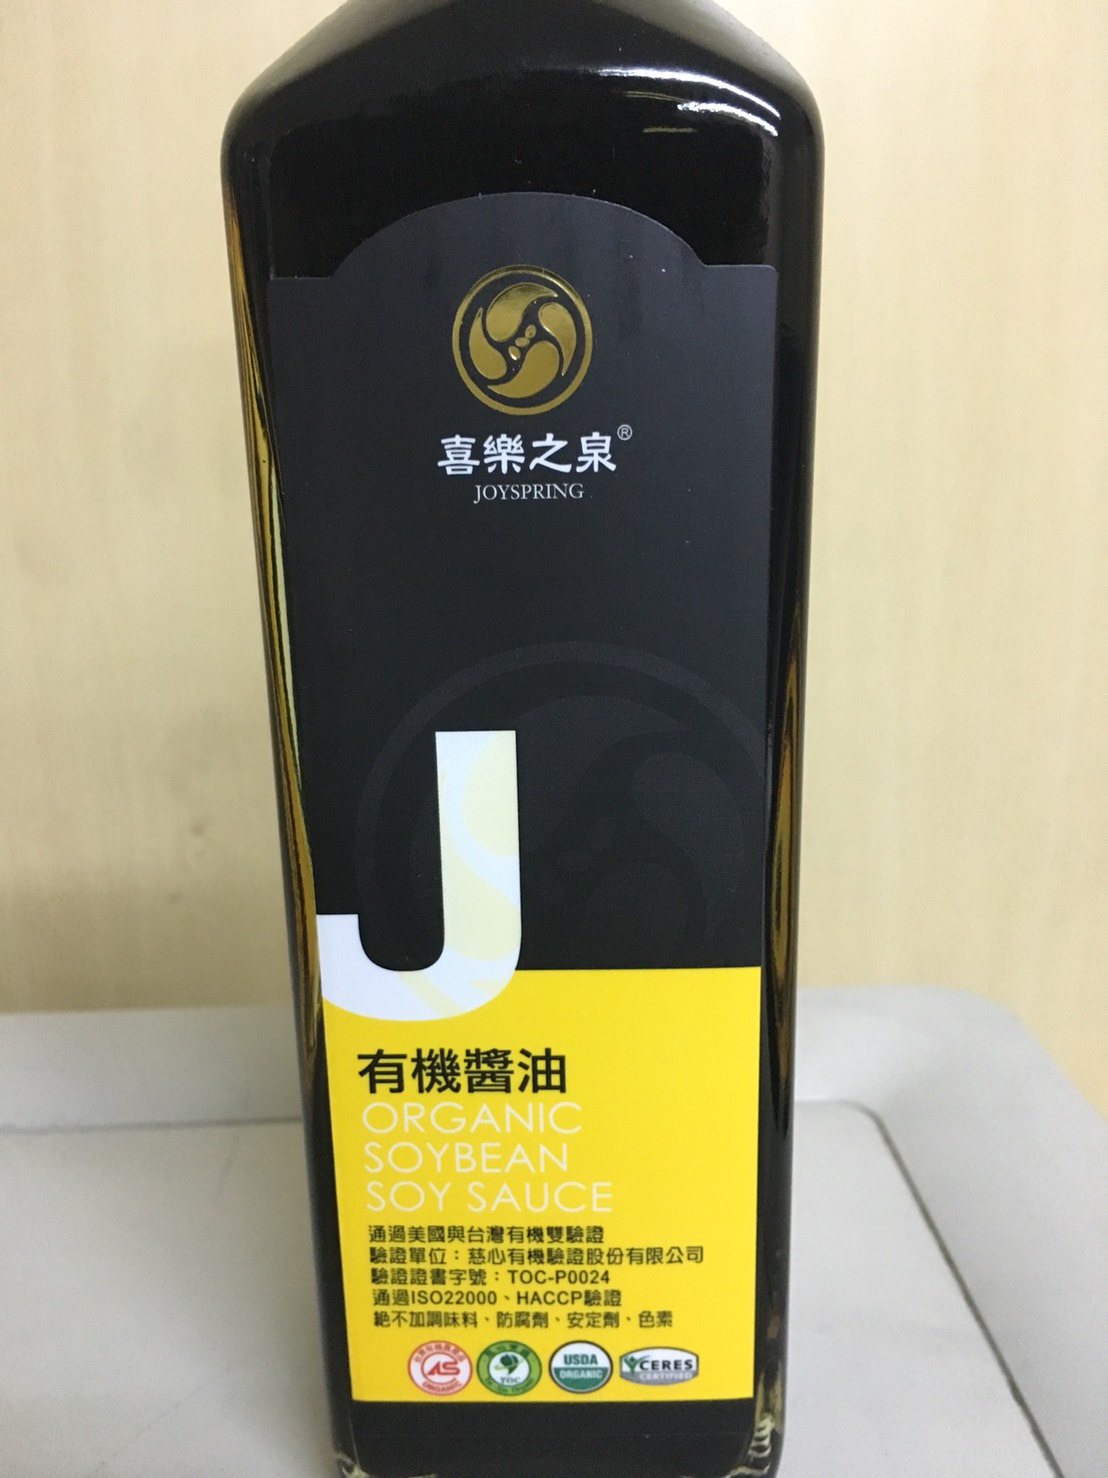 喜樂之泉®
JOYSPRING
J
有機醬油
ORGANIC
SOYBEAN
SOY SAUCE
通過美國與台灣有機雙驗證
驗證單位：慈心有機驗證股份有限公司
驗證證書字號：TOC-P0024
通過ISO22000、HACCP驗證
絕不加調味料、防腐劑、安定劑、色素
ORGANIC
TOC
USDA
ORGANIC
CERES
CERTIFIED